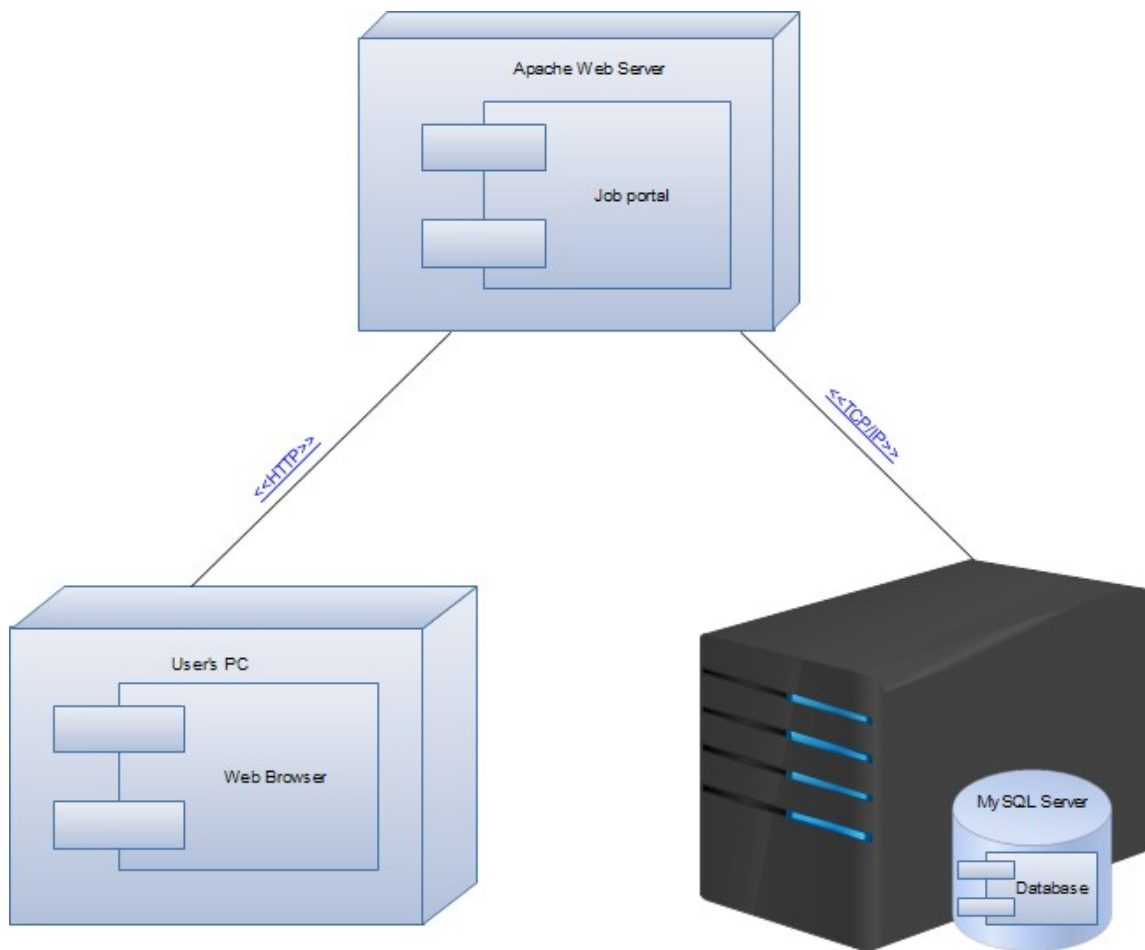 Apache Web Server
Job portal
<<HTTP>>
<<TCP/IP>>
User's PC
Web Browser
MySQL Server
Database